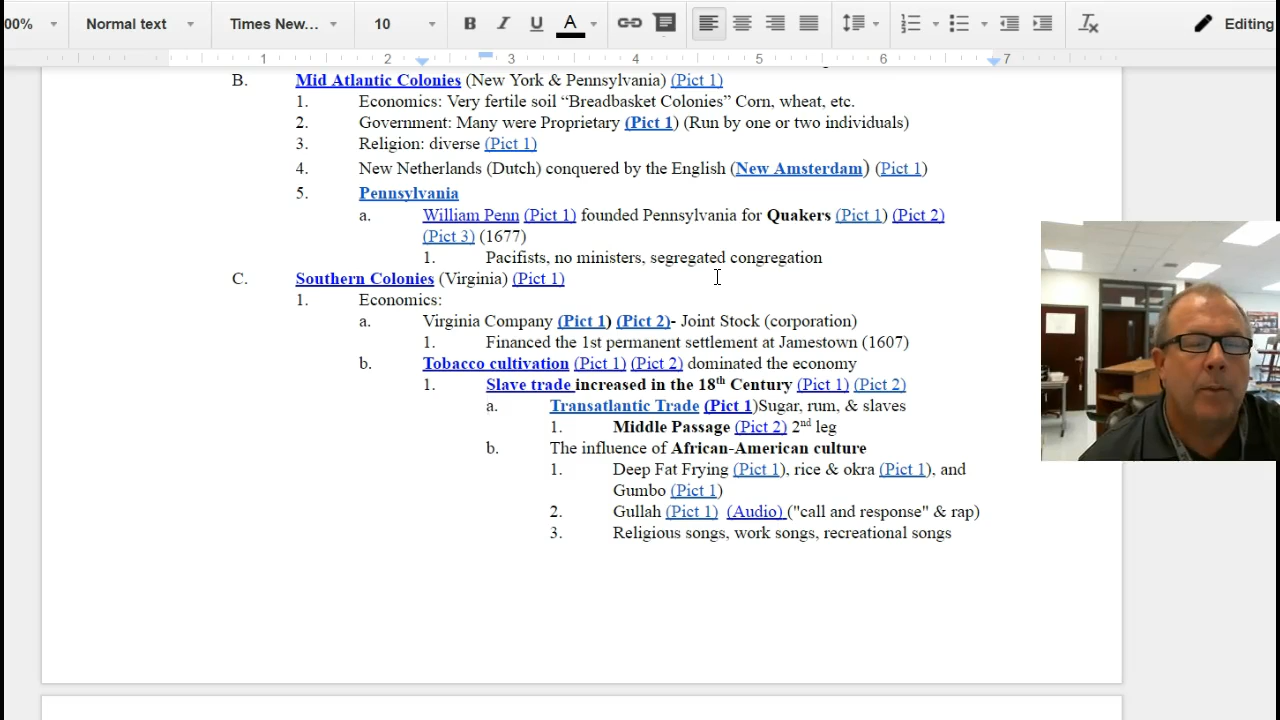 00% Normal text Times New... 10 B I U A Editing
1 2 3 4 5 6 7
B. Mid Atlantic Colonies (New York & Pennsylvania) (Pict 1)
1. Economics: Very fertile soil “Breadbasket Colonies” Corn, wheat, etc.
2. Government: Many were Proprietary (Pict 1) (Run by one or two individuals)
3. Religion: diverse (Pict 1)
4. New Netherlands (Dutch) conquered by the English (New Amsterdam) (Pict 1)
5. Pennsylvania
a. William Penn (Pict 1) founded Pennsylvania for Quakers (Pict 1) (Pict 2)
(Pict 3) (1677)
1. Pacifists, no ministers, segregated congregation
C. Southern Colonies (Virginia) (Pict 1)
1. Economics:
a. Virginia Company (Pict 1) (Pict 2)- Joint Stock (corporation)
1. Financed the 1st permanent settlement at Jamestown (1607)
b. Tobacco cultivation (Pict 1) (Pict 2) dominated the economy
1. Slave trade increased in the 18th Century (Pict 1) (Pict 2)
a. Transatlantic Trade (Pict 1)Sugar, rum, & slaves
1. Middle Passage (Pict 2) 2nd leg
b. The influence of African-American culture
1. Deep Fat Frying (Pict 1), rice & okra (Pict 1), and
Gumbo (Pict 1)
2. Gullah (Pict 1) (Audio) ("call and response" & rap)
3. Religious songs, work songs, recreational songs